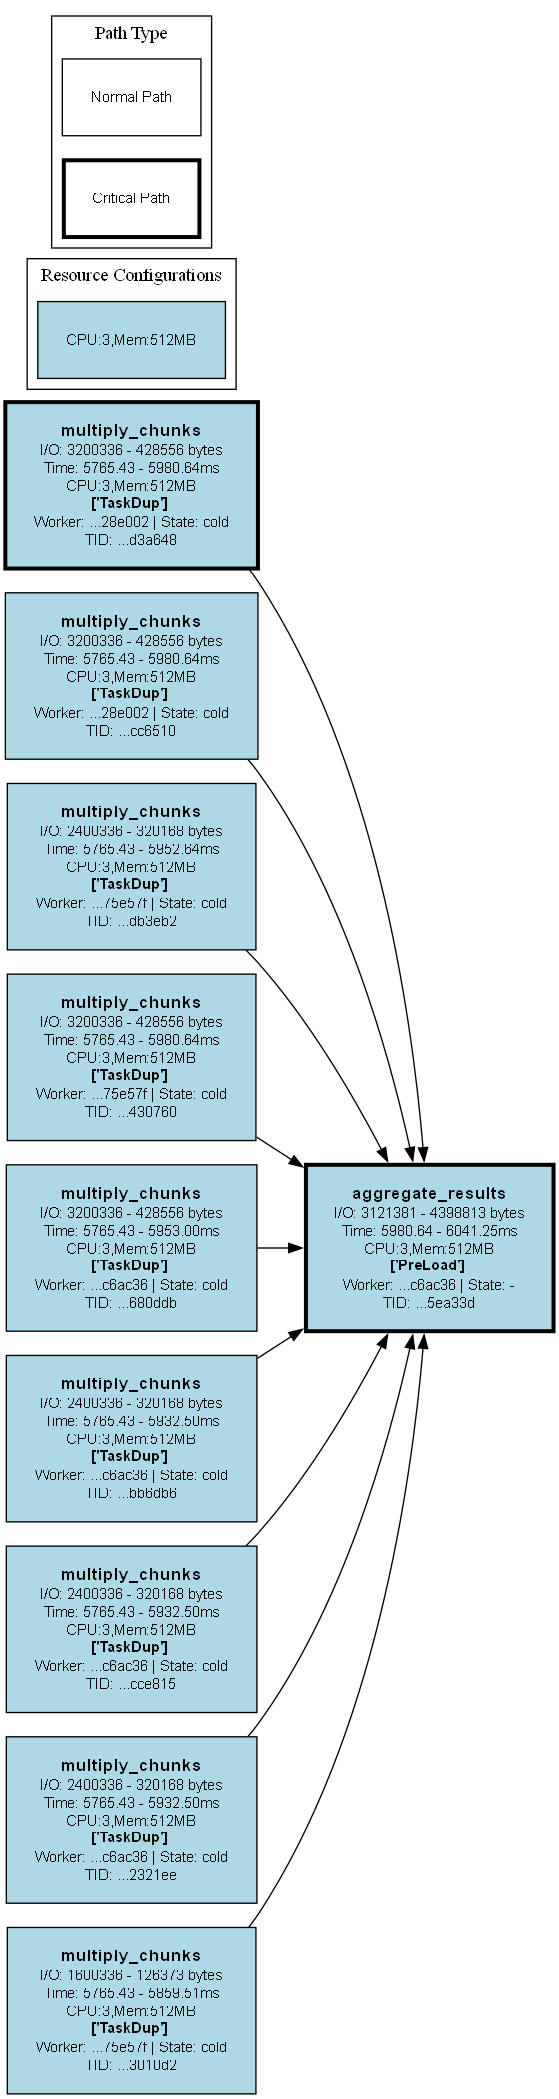 Path Type
Normal Path
Critical Path
Resource Configurations
CPU:3,Mem:512MB
multiply_chunks
I/O: 3200336 - 428556 bytes
Time: 5765.43 - 5980.64ms
CPU:3,Mem:512MB
['TaskDup']
Worker: ...28e002 | State: cold
TID: ...d3a648
multiply_chunks
I/O: 3200336 - 428556 bytes
Time: 5765.43 - 5980.64ms
CPU:3,Mem:512MB
['TaskDup']
Worker: ...28e002 | State: cold
TID: ...cc6510
multiply_chunks
I/O: 2400336 - 320168 bytes
Time: 5765.43 - 5952.64ms
CPU:3,Mem:512MB
['TaskDup']
Worker: ...75e57f | State: cold
TID: ...db3eb2
multiply_chunks
I/O: 3200336 - 428556 bytes
Time: 5765.43 - 5980.64ms
CPU:3,Mem:512MB
['TaskDup']
Worker: ...75e57f | State: cold
TID: ...430760
multiply_chunks
I/O: 3200336 - 428556 bytes
Time: 5765.43 - 5953.00ms
CPU:3,Mem:512MB
['TaskDup']
Worker: ...c6ac36 | State: cold
TID: ...680ddb
aggregate_results
I/O: 3121381 - 4398813 bytes
Time: 5980.64 - 6041.25ms
CPU:3,Mem:512MB
['PreLoad']
Worker: ...c6ac36 | State: -
TID: ...5ea33d
multiply_chunks
I/O: 2400336 - 320168 bytes
Time: 5765.43 - 5932.50ms
CPU:3,Mem:512MB
['TaskDup']
Worker: ...c6ac36 | State: cold
TID: ...bb6db6
multiply_chunks
I/O: 2400336 - 320168 bytes
Time: 5765.43 - 5932.50ms
CPU:3,Mem:512MB
['TaskDup']
Worker: ...c6ac36 | State: cold
TID: ...cce815
multiply_chunks
I/O: 2400336 - 320168 bytes
Time: 5765.43 - 5932.50ms
CPU:3,Mem:512MB
['TaskDup']
Worker: ...c6ac36 | State: cold
TID: ...2321ee
multiply_chunks
I/O: 1600336 - 126373 bytes
Time: 5765.43 - 5859.51ms
CPU:3,Mem:512MB
['TaskDup']
Worker: ...75e57f | State: cold
TID: ...3010d2